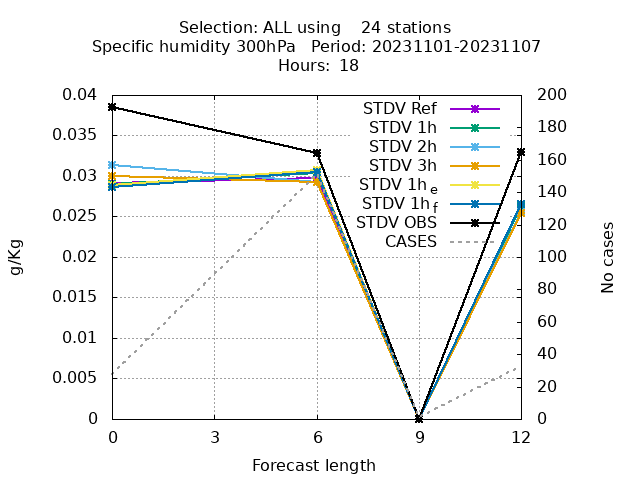 Selection: ALL using    24 stations
Specific humidity 300hPa   Period: 20231101-20231107
Hours: 18
0.04
0.035
0.03
0.025
0.02
0.015
0.01
0.005
0
200
180
160
140
120
100
80
60
40
20
0
STDV Ref
STDV 1h
STDV 2h
STDV 3h
STDV 1h e
STDV 1h f
STDV OBS
CASES
g/Kg
No cases
0 3 6 9 12
Forecast length